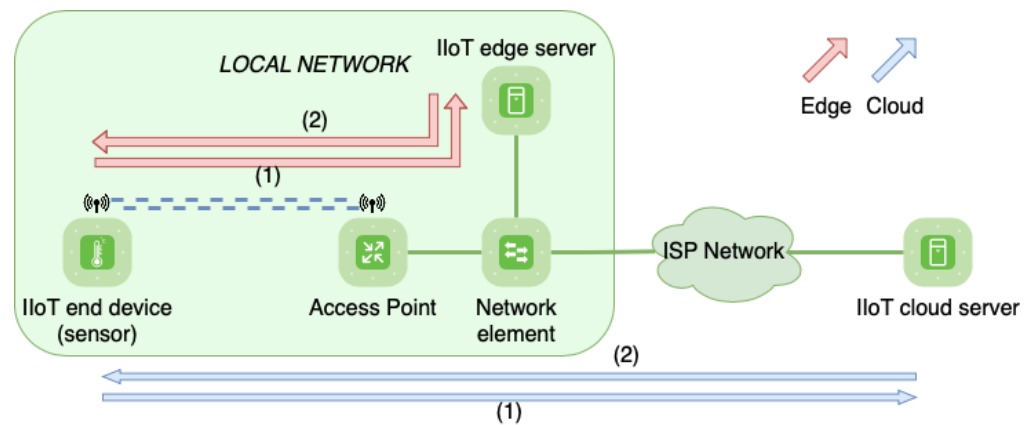 LOCAL NETWORK
IIoT edge server
Edge
Cloud
(2)
(1)
ISP Network
IIoT end device
(sensor)
Access Point
Network
element
IIoT cloud server
(2)
(1)